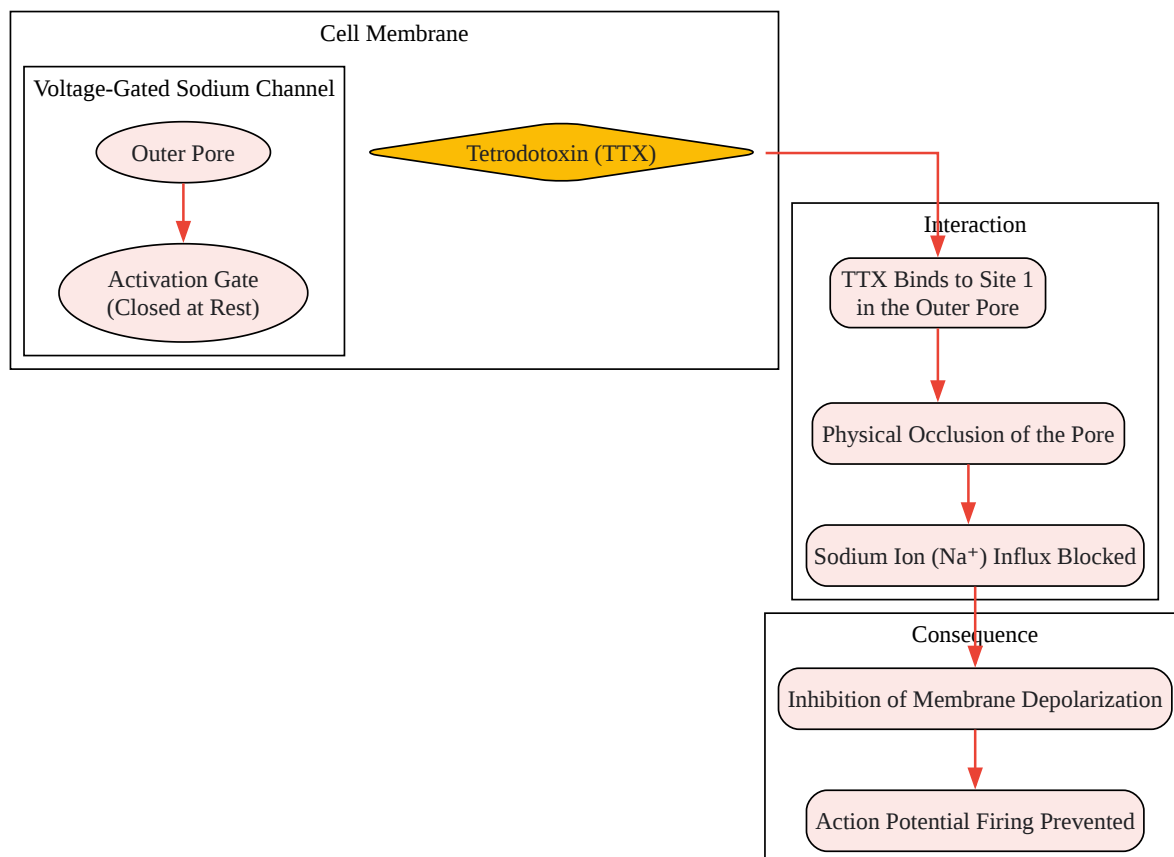 Cell Membrane
Voltage-Gated Sodium Channel
Outer Pore
Activation Gate
(Closed at Rest)
Tetrodotoxin (TTX)
Interaction
TTX Binds to Site 1
in the Outer Pore
Physical Occlusion of the Pore
Sodium Ion (Na⁺) Influx Blocked
Consequence
Inhibition of Membrane Depolarization
Action Potential Firing Prevented